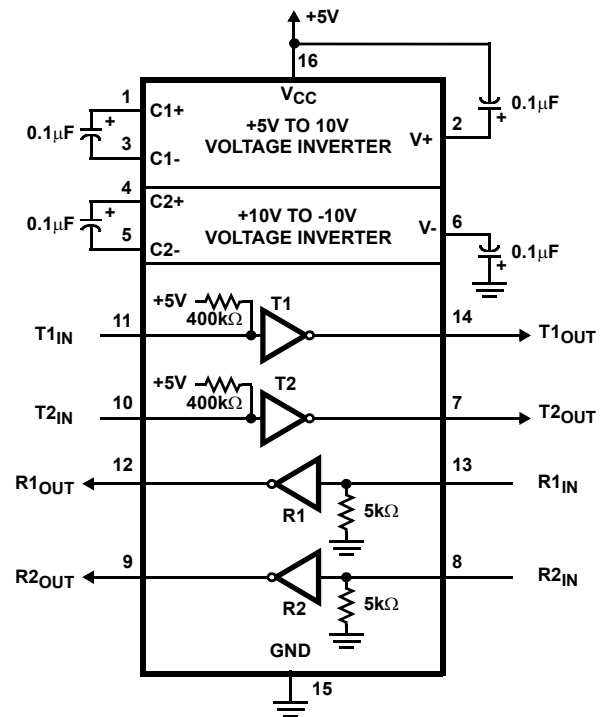 +5V
16
VCC
1
C1+
0.1μF
+
3
C1-
+5V TO 10V
VOLTAGE INVERTER
V+
2
0.1μF
+
4
C2+
0.1μF
+
5
C2-
+10V TO -10V
VOLTAGE INVERTER
V-
6
0.1μF
+
T1IN
11
+5V
400kΩ
T1
14
T1OUT
T2IN
10
+5V
400kΩ
T2
7
T2OUT
R1OUT
12
R1
5kΩ
13
R1IN
R2OUT
9
R2
5kΩ
8
R2IN
GND
15